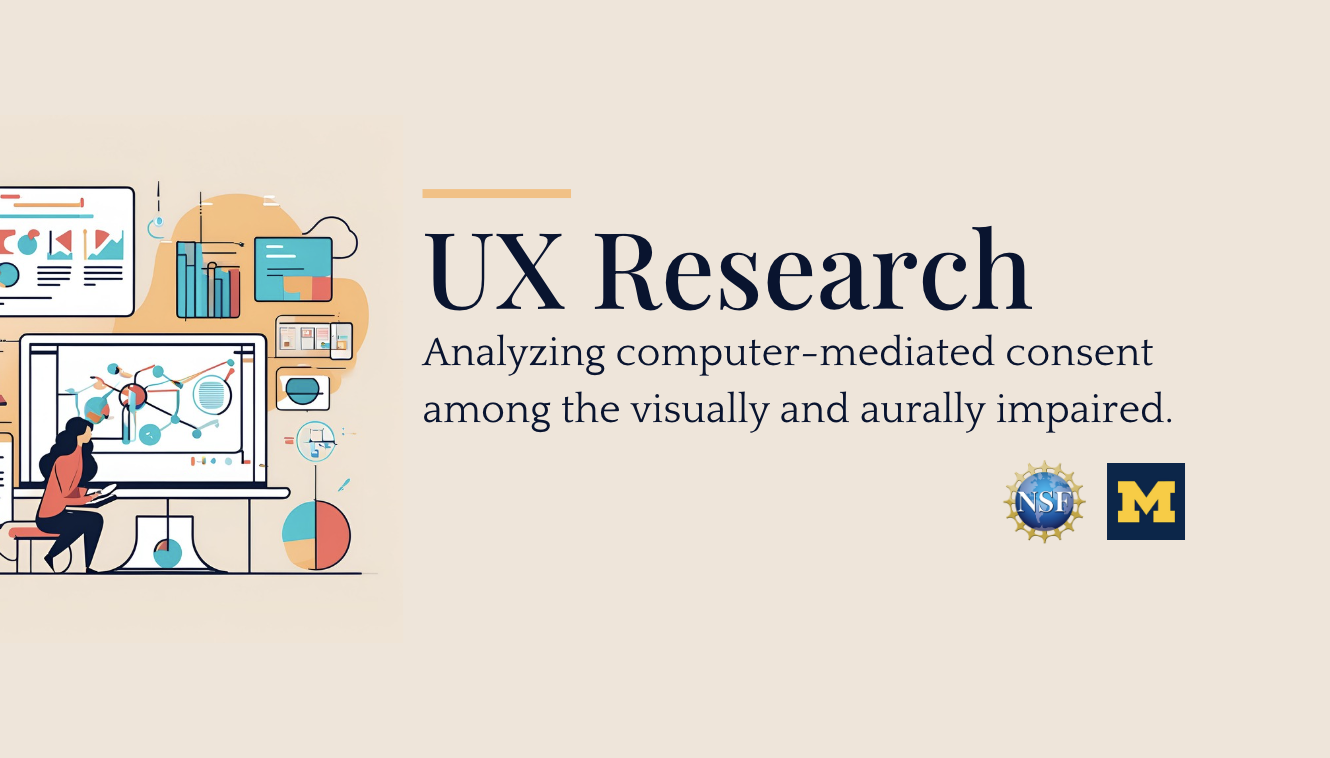 UX Research
Analyzing computer-mediated consent
among the visually and aurally impaired.
NSF
M